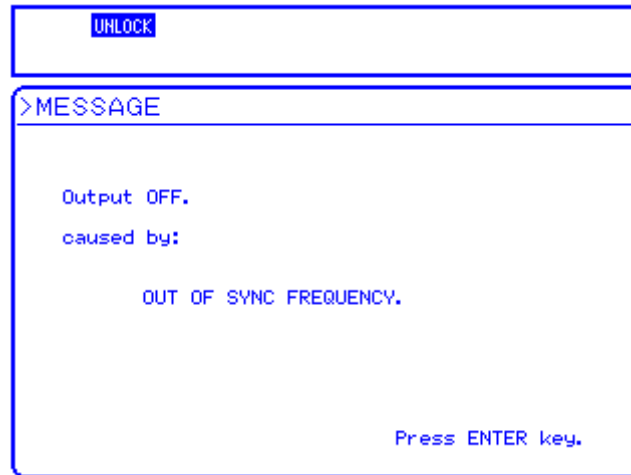 UNLOCK
>MESSAGE
Output OFF.
caused by:
OUT OF SYNC FREQUENCY.
Press ENTER key.